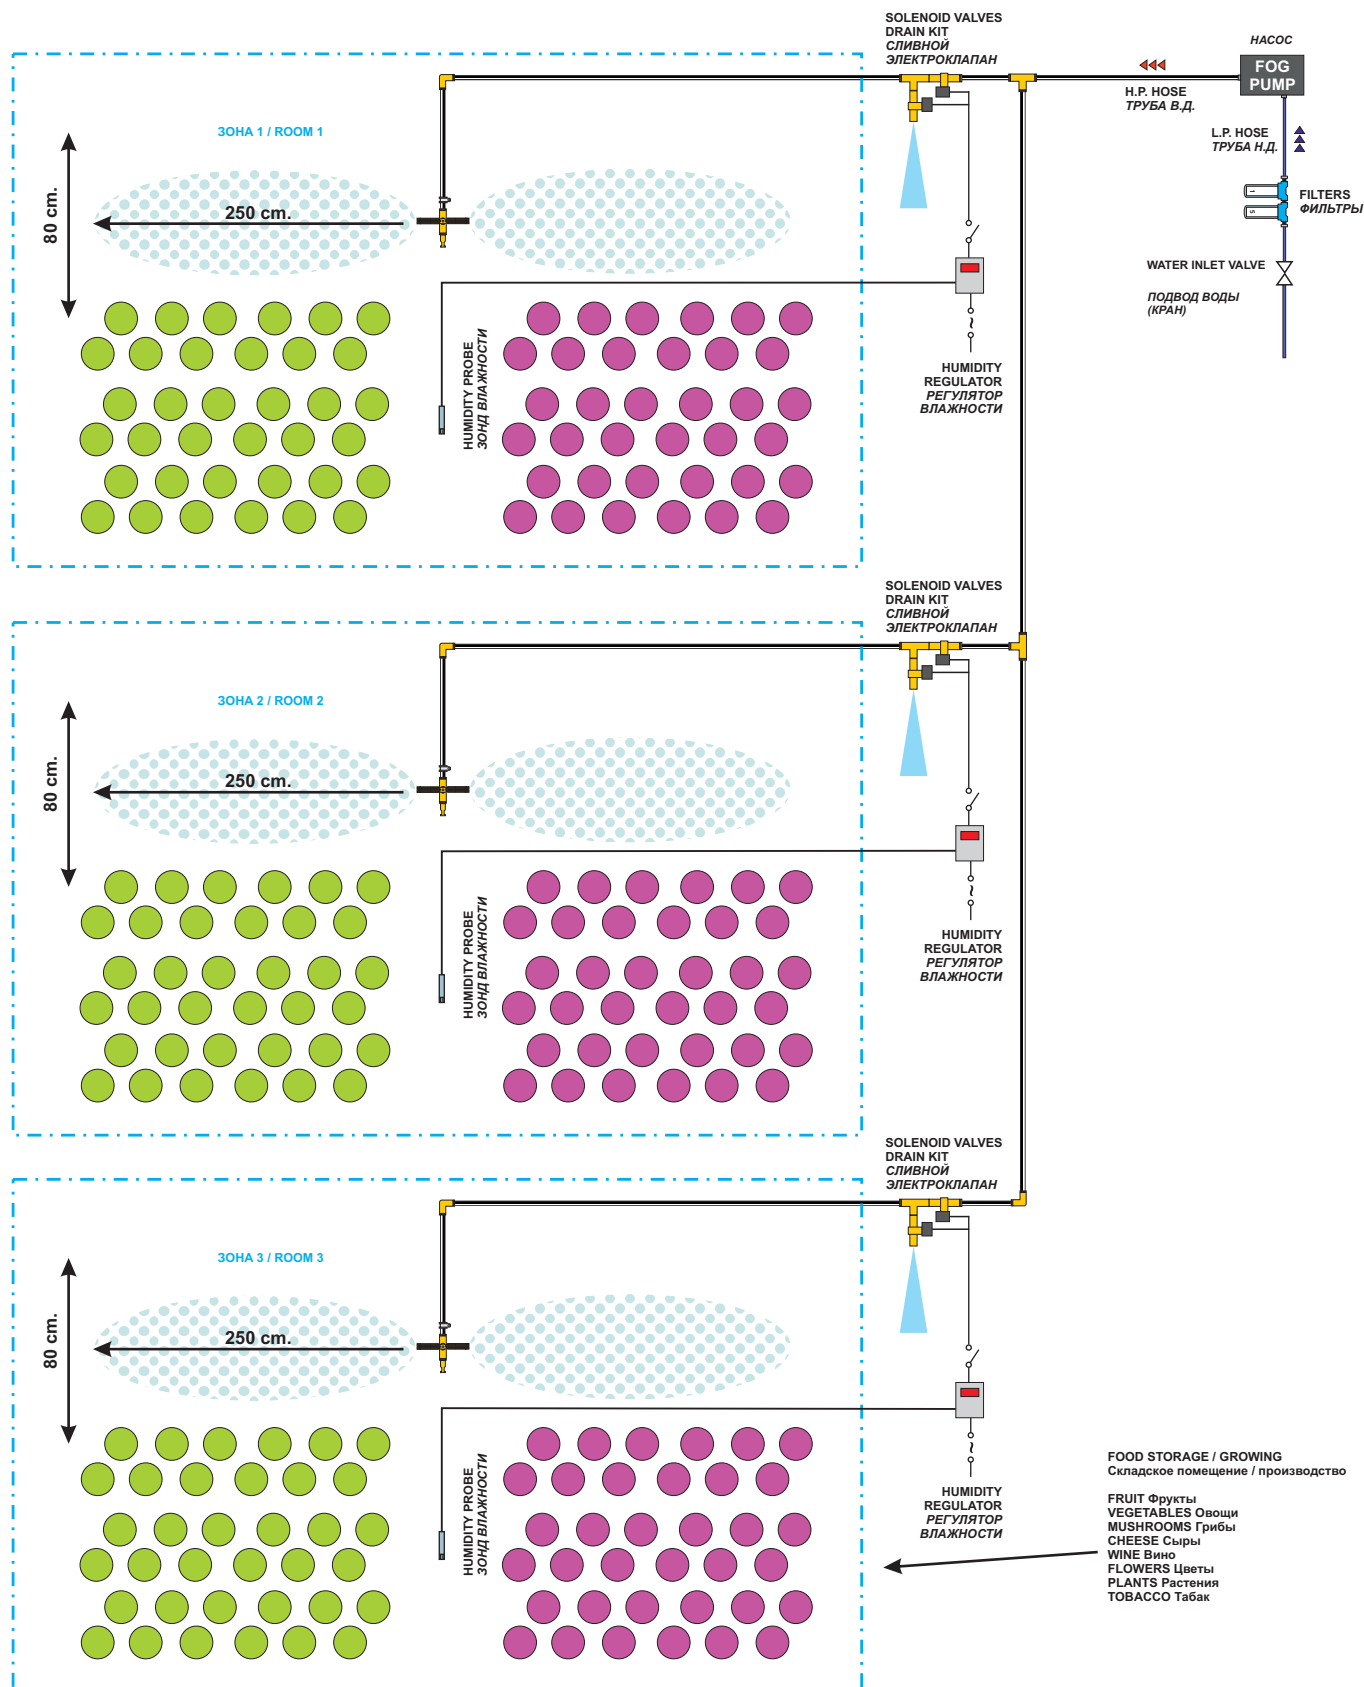 SOLENOID VALVES
DRAIN KIT
СЛИВНОЙ
ЭЛЕКТРОКЛАПАН
НАСОС
FOG
PUMP
H.P. HOSE
ТРУБА В.Д.
L.P. HOSE
ТРУБА Н.Д.
1
5
FILTERS
ФИЛЬТРЫ
WATER INLET VALVE
ПОДВОД ВОДЫ
(КРАН)
ЗОНА 1 / ROOM 1
80 cm.
250 cm.
HUMIDITY PROBE
ЗОНД ВЛАЖНОСТИ
HUMIDITY
REGULATOR
РЕГУЛЯТОР
ВЛАЖНОСТИ
SOLENOID VALVES
DRAIN KIT
СЛИВНОЙ
ЭЛЕКТРОКЛАПАН
ЗОНА 2 / ROOM 2
80 cm.
250 cm.
HUMIDITY PROBE
ЗОНД ВЛАЖНОСТИ
HUMIDITY
REGULATOR
РЕГУЛЯТОР
ВЛАЖНОСТИ
SOLENOID VALVES
DRAIN KIT
СЛИВНОЙ
ЭЛЕКТРОКЛАПАН
ЗОНА 3 / ROOM 3
80 cm.
250 cm.
HUMIDITY PROBE
ЗОНД ВЛАЖНОСТИ
HUMIDITY
REGULATOR
РЕГУЛЯТОР
ВЛАЖНОСТИ
FOOD STORAGE / GROWING
Складское помещение / производство
FRUIT Фрукты
VEGETABLES Овощи
MUSHROOMS Грибы
CHEESE Сыры
WINE Вино
FLOWERS Цветы
PLANTS Растения
TOBACCO Табак